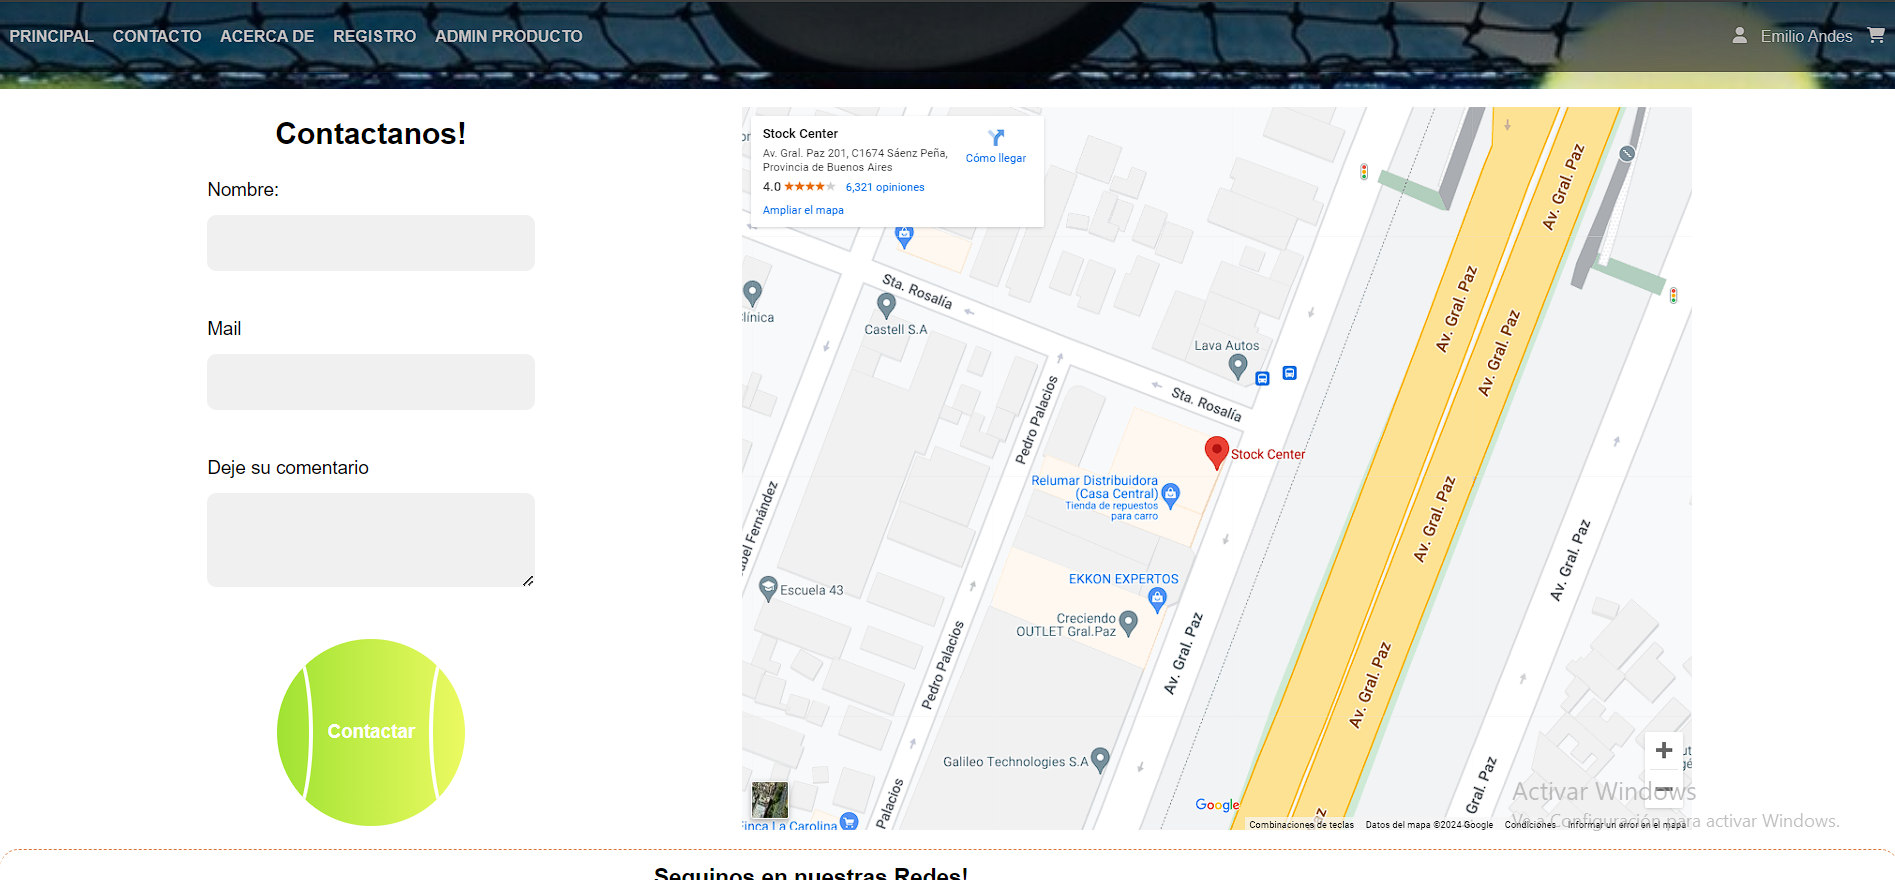 PRINCIPAL CONTACTO ACERCA DE REGISTRO ADMIN PRODUCTO
Emilio Andes
Contactanos!
Nombre:
Mail
Deje su comentario
Contactar
Stock Center
Av. Gral. Paz 201, C1674 Sáenz Peña,
Provincia de Buenos Aires
4.0
6,321 opiniones
Ampliar el mapa
Cómo llegar
Av. Gral. Paz
Sta. Rosalía
línica
Castell S.A
Av. Gral. Paz
Av. Gral. Paz
Lava Autos
Pedro Palacios
Sta. Rosalía
Stock Center
Relumar Distribuidora
(Casa Central)
Tienda de repuestos
para carro
Av. Gral. Paz
bel Fernández
Av. Gral. Paz
EKKON EXPERTOS
Escuela 43
Creciendo
OUTLET Gral.Paz
Av. Gral. Paz
Pedro Palacios
Av. Gral. Paz
Galileo Technologies S.A
Gral. Paz
Palacios
Finca La Carolina
Google
Combinaciones de teclas
Datos del mapa ©2024 Google
Condiciones
Informar un error en el mapa
Activar Windows
Ve a Configuración para activar Windows.
Seguinos en nuestras Redes!